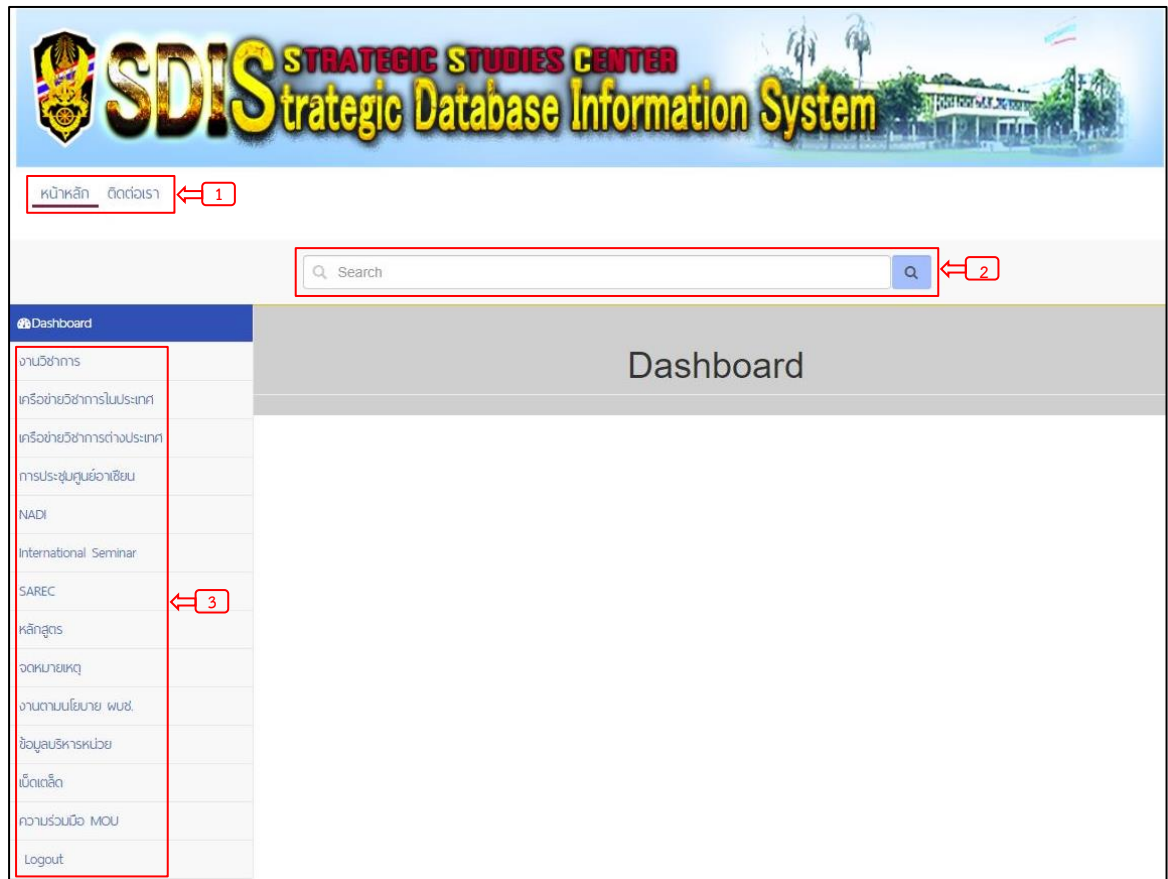 SDIS STRATEGIC STUDIES CENTER
Strategic Database Information System
หน้าหลัก ติดต่อเรา 1
Search 2
Dashboard
Dashboard
งานวิชาการ
เครือข่ายวิชาการในประเทศ
เครือข่ายวิชาการต่างประเทศ
การประชุมศูนย์อาเซียน
NADI
International Seminar
SAREC
3
หลักสูตร
จดหมายเหตุ
งานตามนโยบาย ผบช.
ข้อมูลบริหารหน่วย
เบ็ดเตล็ด
ความร่วมมือ MOU
Logout